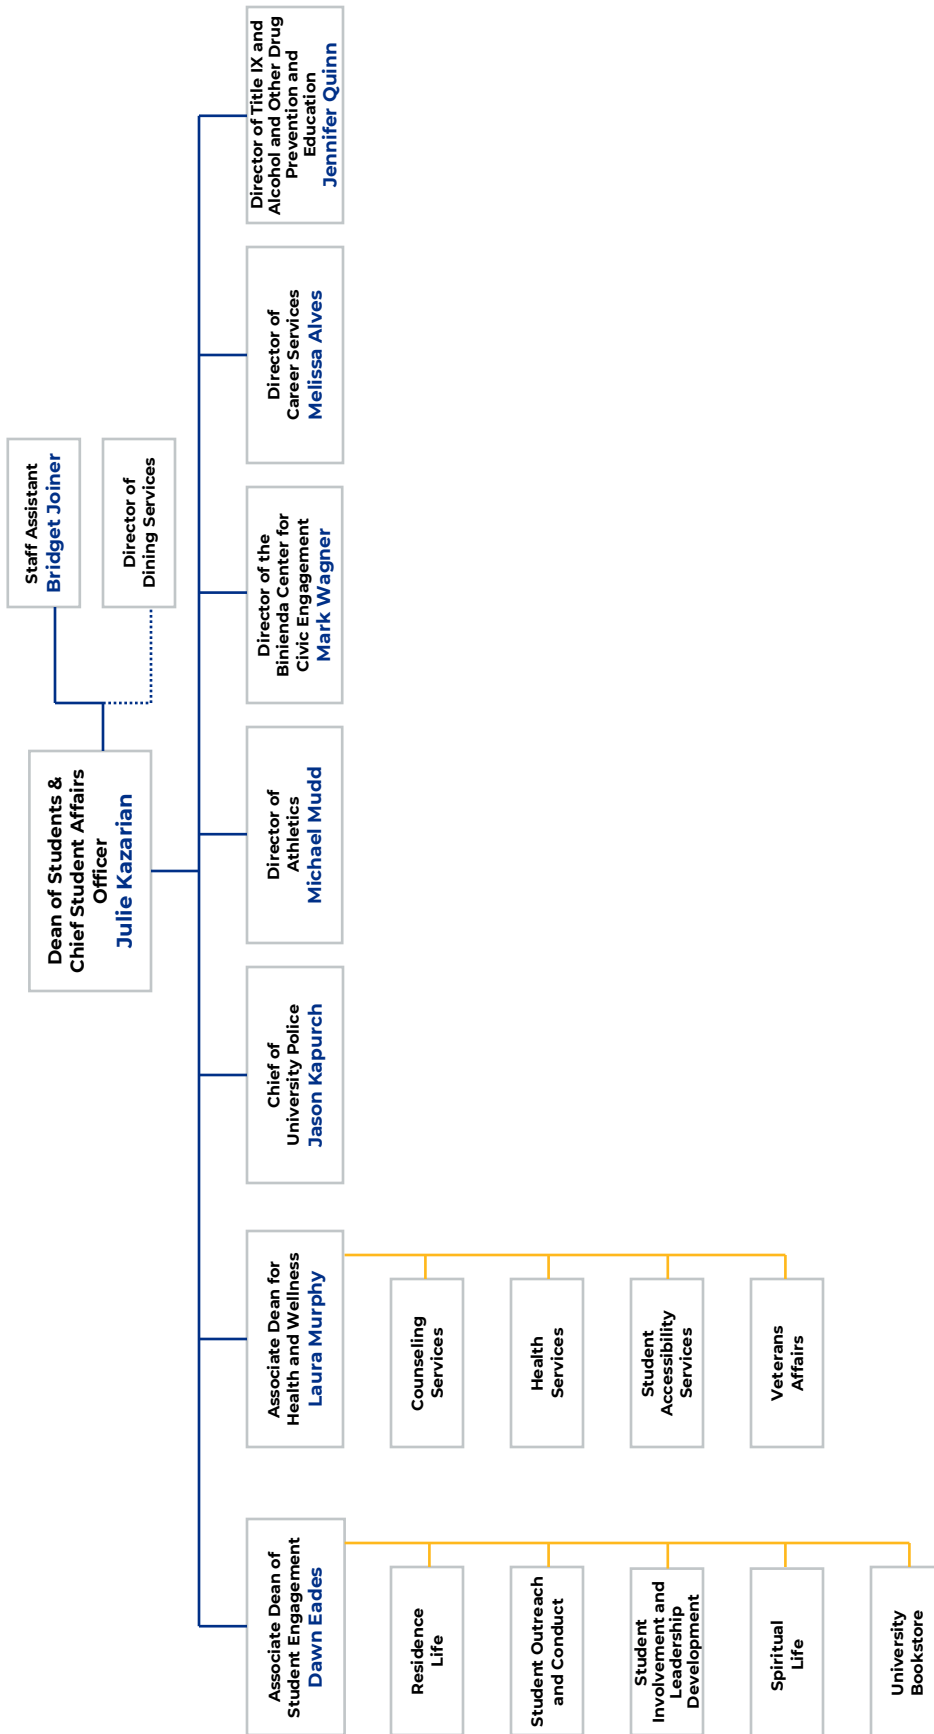 Dean of Students &
Chief Student Affairs
Officer
Julie Kazarian
Staff Assistant
Bridget Joiner
Director of
Dining Services
Associate Dean of
Student Engagement
Dawn Eades
Associate Dean for
Health and Wellness
Laura Murphy
Chief of
University Police
Jason Kapurch
Director of
Athletics
Michael Mudd
Director of the
Binienda Center for
Civic Engagement
Mark Wagner
Director of
Career Services
Melissa Alves
Director of Title IX and
Alcohol and Other Drug
Prevention and
Education
Jennifer Quinn
Residence
Life
Student Outreach
and Conduct
Student
Involvement and
Leadership
Development
Spiritual
Life
University
Bookstore
Counseling
Services
Health
Services
Student
Accessibility
Services
Veterans
Affairs